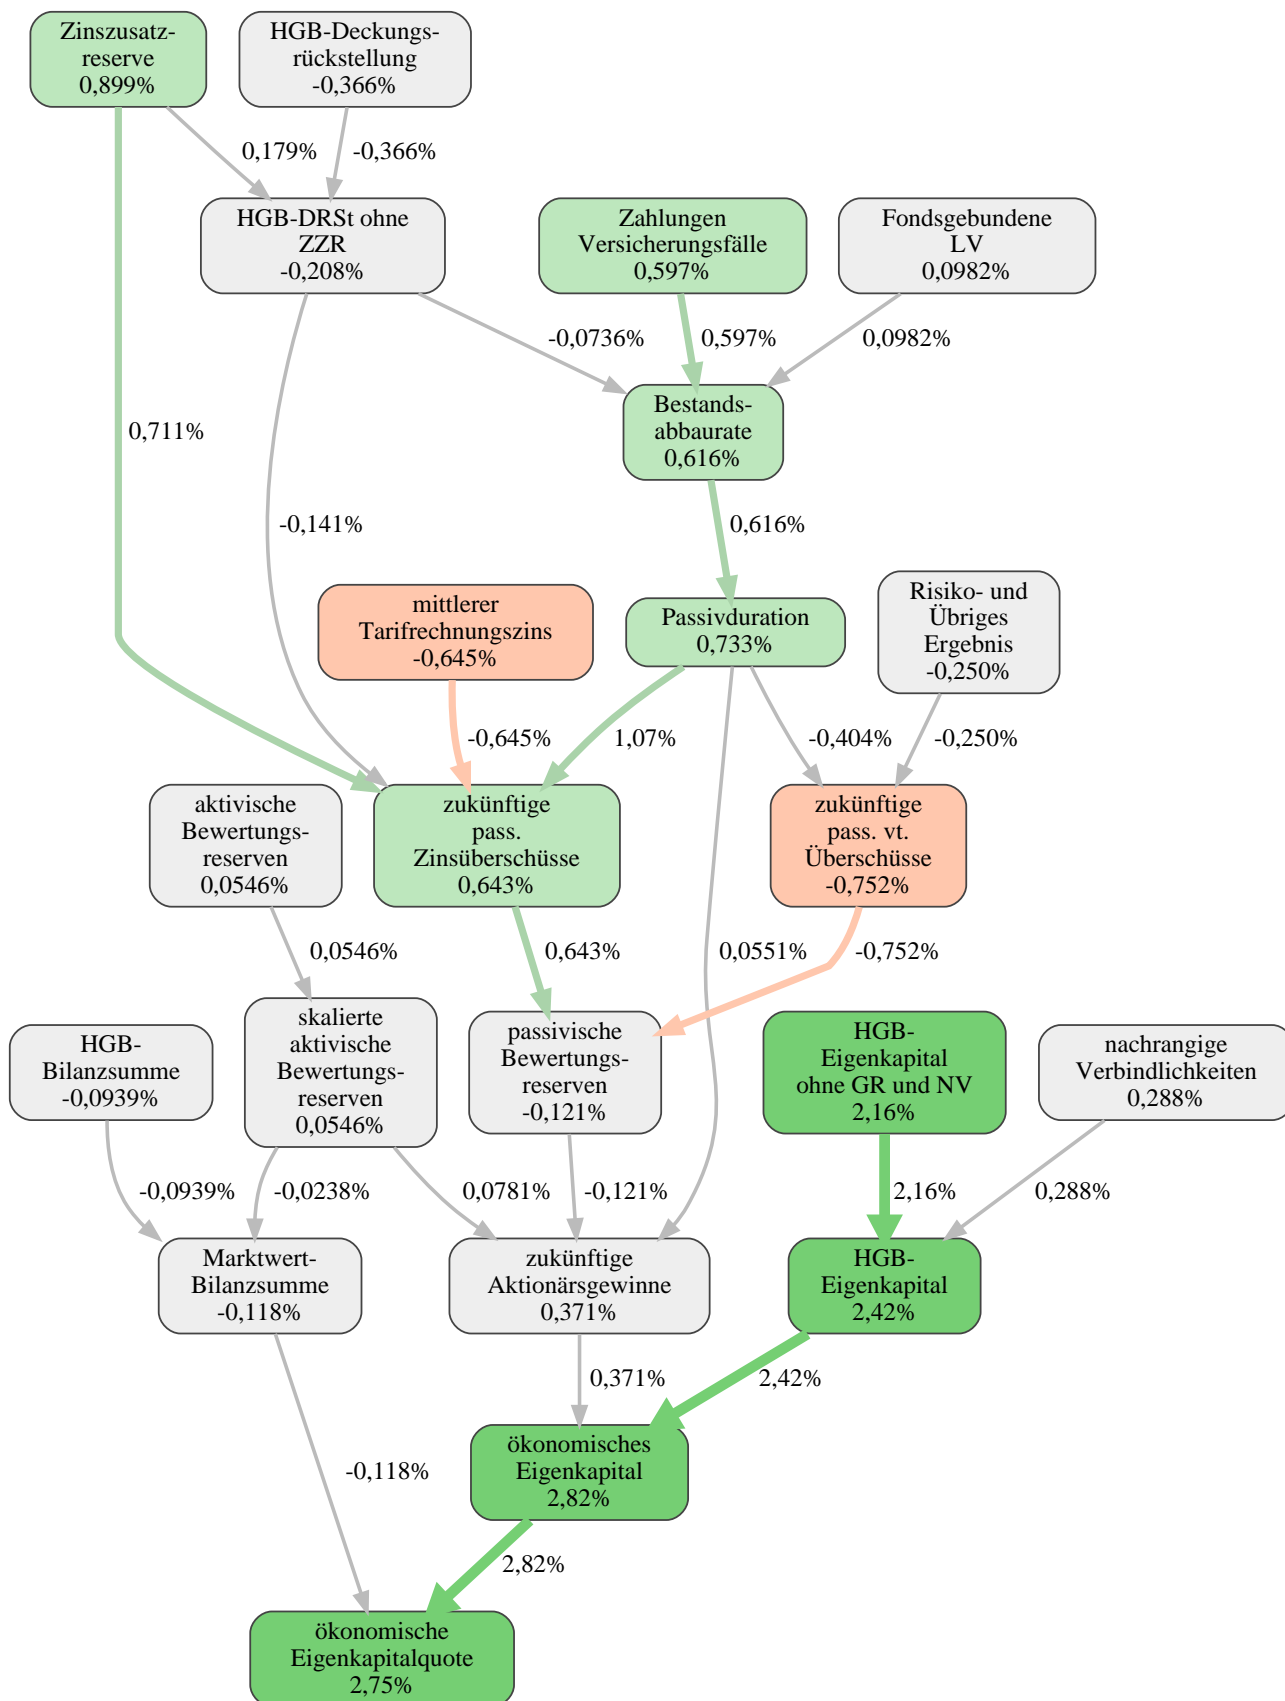 Zinszusatz-
reserve
0,899%
HGB-Deckungs-
rückstellung
-0,366%
0,179%
-0,366%
HGB-DRSt ohne
ZZR
-0,208%
Zahlungen
Versicherungsfälle
0,597%
Fondsgebundene
LV
0,0982%
-0,0736%
0,597%
0,0982%
Bestands-
abbaurate
0,616%
0,711%
-0,141%
0,616%
mittlerer
Tarifrechnungszins
-0,645%
Passivduration
0,733%
Risiko- und
Übriges
Ergebnis
-0,250%
-0,645%
1,07%
-0,404%
-0,250%
aktivische
Bewertungs-
reserven
0,0546%
zukünftige
pass.
Zinsüberschüsse
0,643%
zukünftige
pass. vt.
Überschüsse
-0,752%
0,0546%
0,643%
0,0551%
-0,752%
HGB-
Bilanzsumme
-0,0939%
skalierte
aktivische
Bewertungs-
reserven
0,0546%
passivische
Bewertungs-
reserven
-0,121%
HGB-
Eigenkapital
ohne GR und NV
2,16%
nachrangige
Verbindlichkeiten
0,288%
-0,0939%
-0,0238%
0,0781%
-0,121%
2,16%
0,288%
Marktwert-
Bilanzsumme
-0,118%
zukünftige
Aktionärsgewinne
0,371%
HGB-
Eigenkapital
2,42%
0,371%
2,42%
-0,118%
ökonomisches
Eigenkapital
2,82%
2,82%
ökonomische
Eigenkapitalquote
2,75%